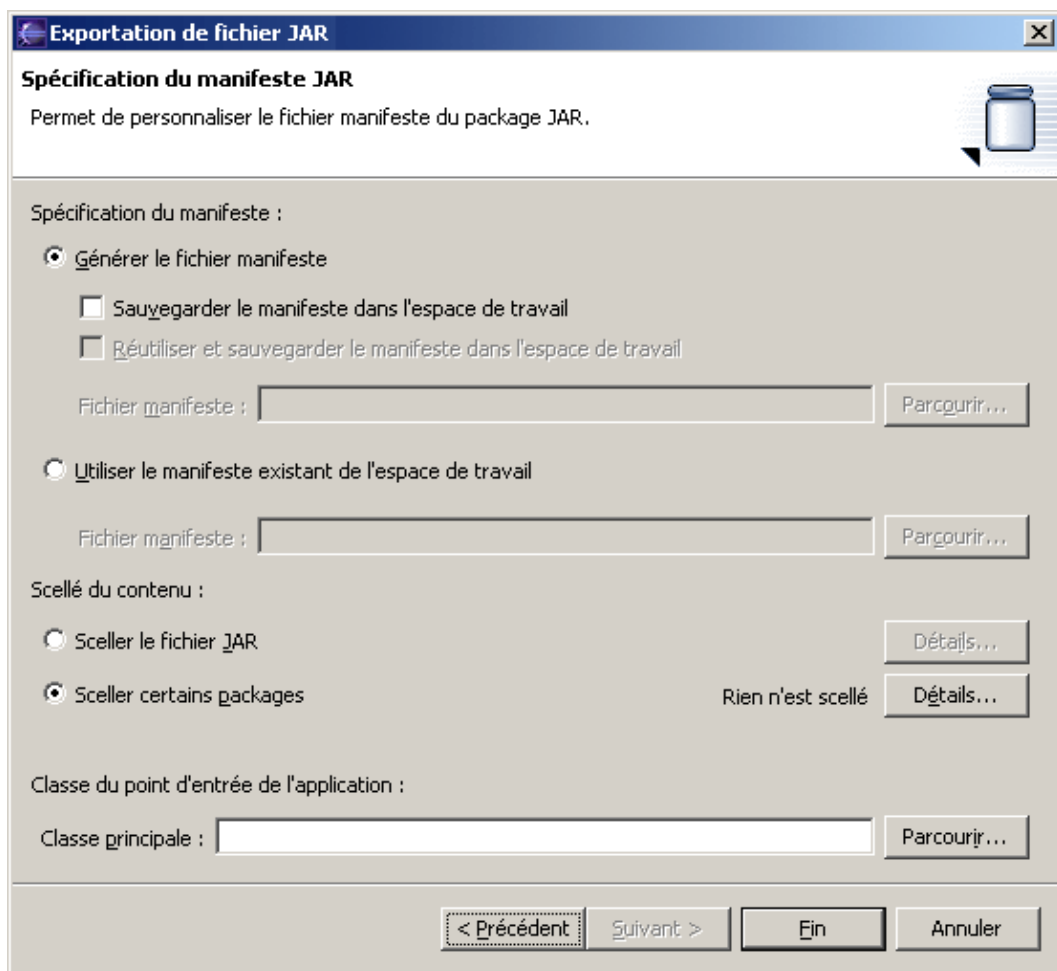 Exportation de fichier JAR
Spécification du manifeste JAR
Permet de personnaliser le fichier manifeste du package JAR.
Spécification du manifeste :
Générer le fichier manifeste
Sauvegarder le manifeste dans l'espace de travail
Réutiliser et sauvegarder le manifeste dans l'espace de travail
Fichier manifeste : Parcourir...
Utiliser le manifeste existant de l'espace de travail
Fichier manifeste : Parcourir...
Scellé du contenu :
Sceller le fichier JAR Détails...
Sceller certains packages Rien n'est scellé Détails...
Classe du point d'entrée de l'application :
Classe principale : Parcourir...
< Précédent Suivant > Fin Annuler